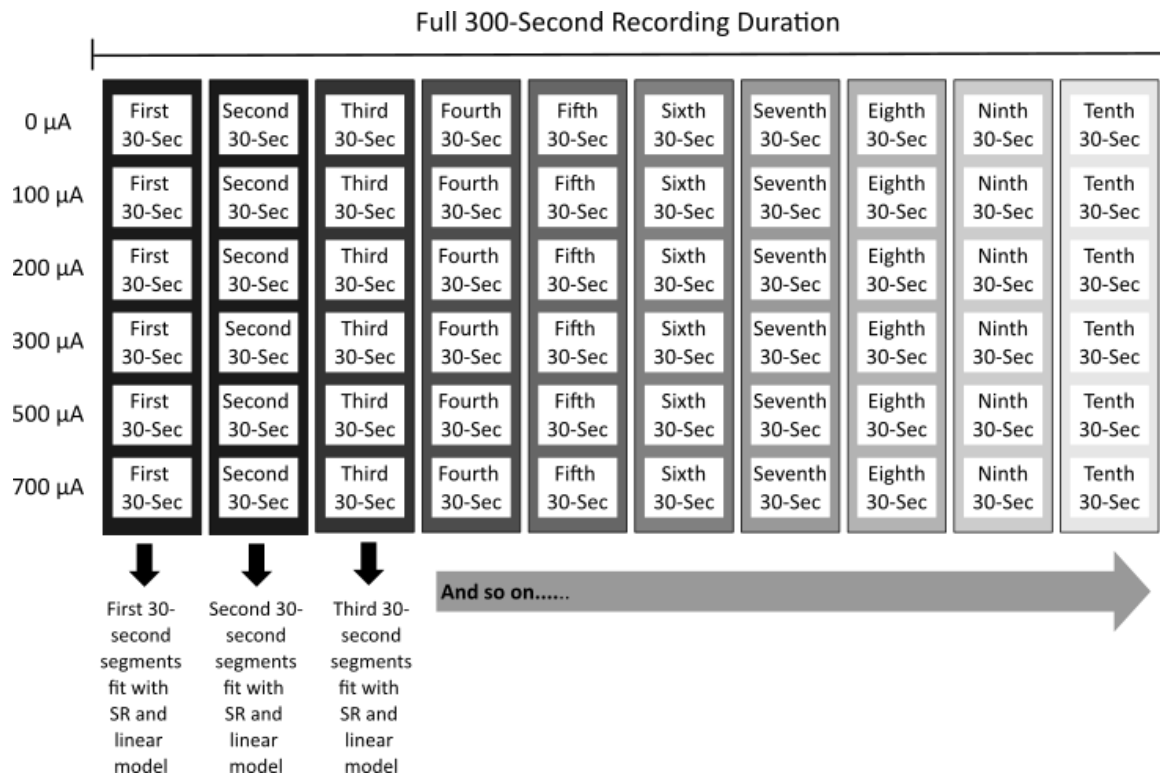 Full 300-Second Recording Duration
0 µA
First
30-Sec
Second
30-Sec
Third
30-Sec
Fourth
30-Sec
Fifth
30-Sec
Sixth
30-Sec
Seventh
30-Sec
Eighth
30-Sec
Ninth
30-Sec
Tenth
30-Sec
100 µA
First
30-Sec
Second
30-Sec
Third
30-Sec
Fourth
30-Sec
Fifth
30-Sec
Sixth
30-Sec
Seventh
30-Sec
Eighth
30-Sec
Ninth
30-Sec
Tenth
30-Sec
200 µA
First
30-Sec
Second
30-Sec
Third
30-Sec
Fourth
30-Sec
Fifth
30-Sec
Sixth
30-Sec
Seventh
30-Sec
Eighth
30-Sec
Ninth
30-Sec
Tenth
30-Sec
300 µA
First
30-Sec
Second
30-Sec
Third
30-Sec
Fourth
30-Sec
Fifth
30-Sec
Sixth
30-Sec
Seventh
30-Sec
Eighth
30-Sec
Ninth
30-Sec
Tenth
30-Sec
500 µA
First
30-Sec
Second
30-Sec
Third
30-Sec
Fourth
30-Sec
Fifth
30-Sec
Sixth
30-Sec
Seventh
30-Sec
Eighth
30-Sec
Ninth
30-Sec
Tenth
30-Sec
700 µA
First
30-Sec
Second
30-Sec
Third
30-Sec
Fourth
30-Sec
Fifth
30-Sec
Sixth
30-Sec
Seventh
30-Sec
Eighth
30-Sec
Ninth
30-Sec
Tenth
30-Sec
First 30-
second
segments
fit with
SR and
linear
model
Second 30-
second
segments
fit with
SR and
linear
model
Third 30-
second
segments
fit with
SR and
linear
model
And so on......